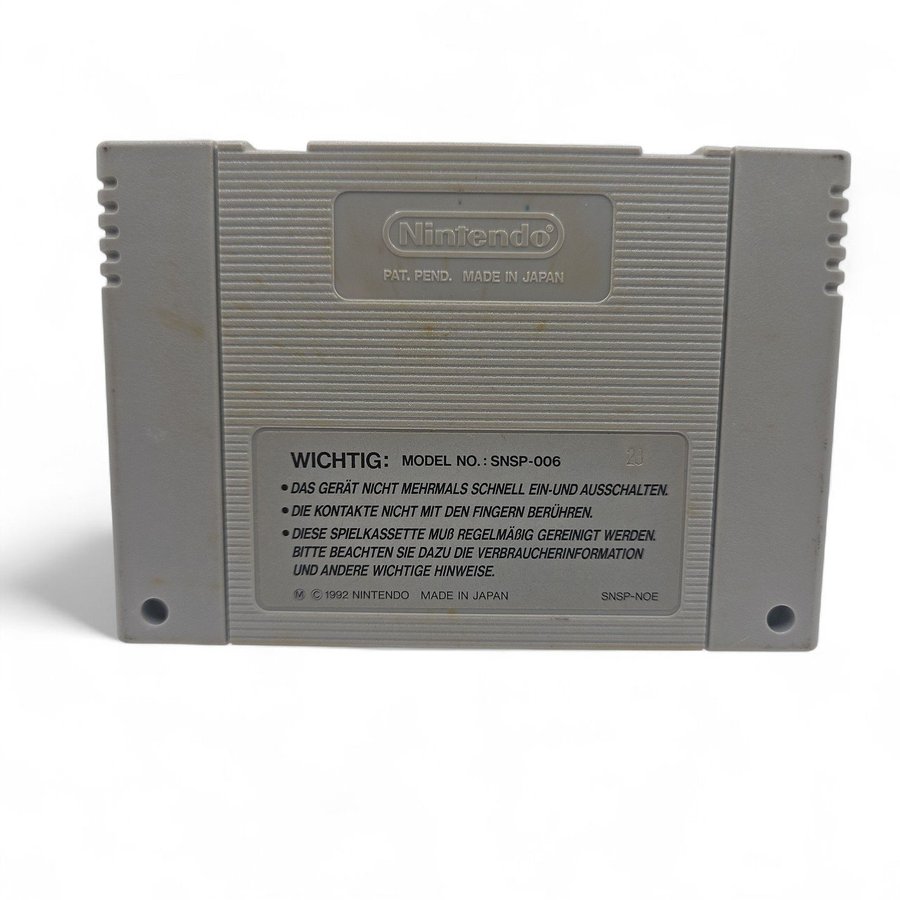 Nintendo®
PAT. PEND. MADE IN JAPAN
WICHTIG: MODEL NO.: SNSP-006 23
• DAS GERÄT NICHT MEHRMALS SCHNELL EIN-UND AUSSCHALTEN.
• DIE KONTAKTE NICHT MIT DEN FINGERN BERÜHREN.
• DIESE SPIELKASSETTE MUß REGELMÄßIG GEREINIGT WERDEN.
BITTE BEACHTEN SIE DAZU DIE VERBRAUCHERINFORMATION
UND ANDERE WICHTIGE HINWEISE.
Ⓜ © 1992 NINTENDO MADE IN JAPAN SNSP-NOE